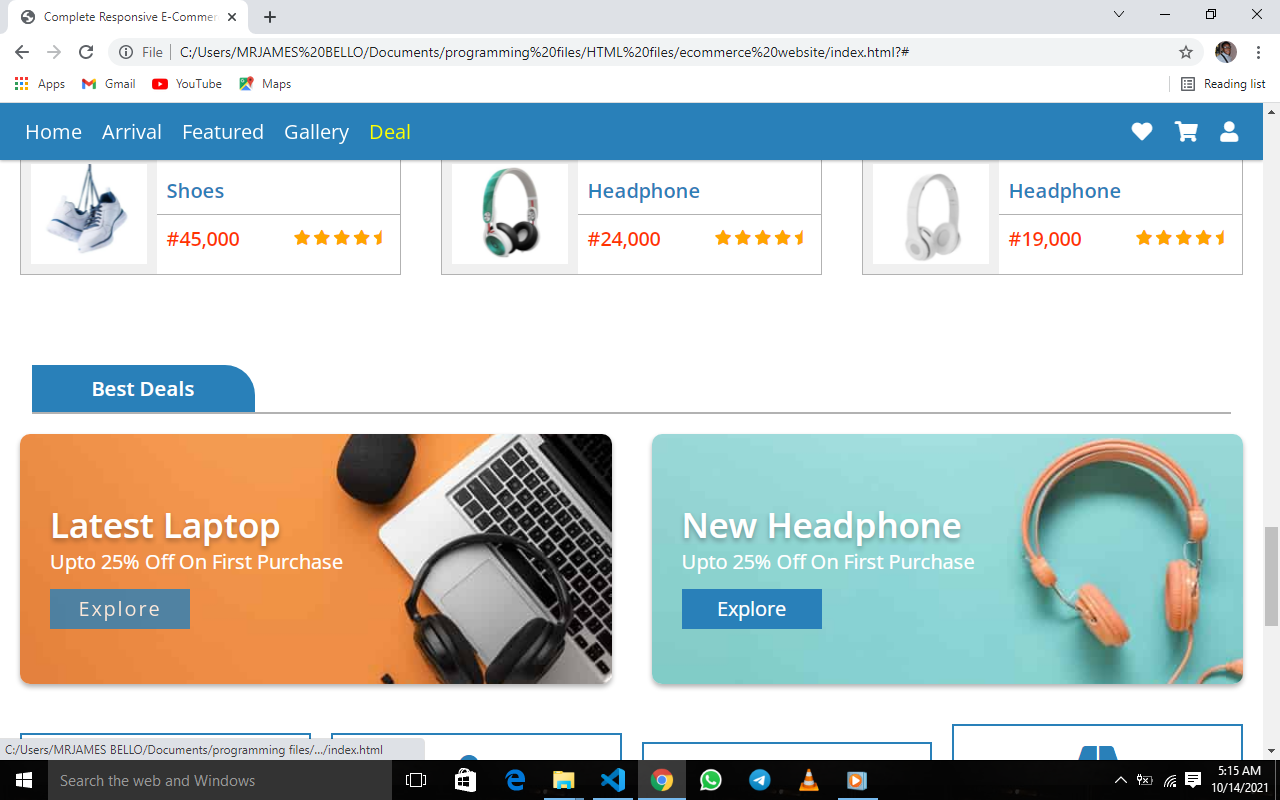 Complete Responsive E-Commer
File
C:/Users/MRJAMES%20BELLO/Documents/programming%20files/HTML%20files/ecommerce%20website/index.html?#
Apps Gmail YouTube Maps Reading list
Home Arrival Featured Gallery Deal
Shoes
#45,000
Headphone
#24,000
Headphone
#19,000
Best Deals
Latest Laptop
Upto 25% Off On First Purchase
Explore
New Headphone
Upto 25% Off On First Purchase
Explore
C:/Users/MRJAMES BELLO/Documents/programming files/.../index.html
Search the web and Windows
5:15 AM
10/14/2021